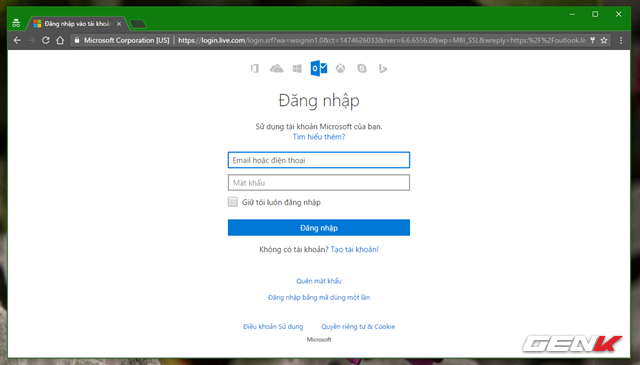 Đăng nhập vào tài khoản
Microsoft Corporation [US] | https://login.live.com/login.srf?wa=wsignin1.0&ct=1474626033&rver=6.6.6556.0&wp=MBI_SSL&wreply=https:%2F%2Foutlook.li
Đăng nhập
Sử dụng tài khoản Microsoft của bạn.
Tìm hiểu thêm?
Email hoặc điện thoại
Mật khẩu
Giữ tôi luôn đăng nhập
Đăng nhập
Không có tài khoản? Tạo tài khoản!
Quên mật khẩu
Đăng nhập bằng mã dùng một lần
Điều khoản Sử dụng Quyền riêng tư & Cookie
Microsoft
GENK